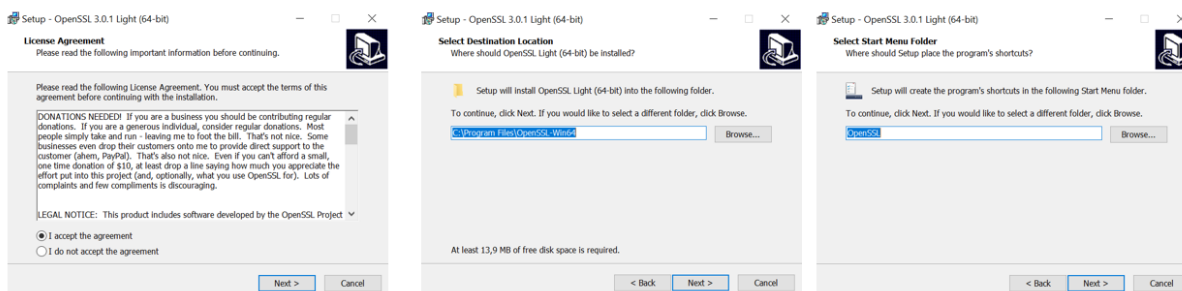 Setup - OpenSSL 3.0.1 Light (64-bit)
License Agreement
Please read the following important information before continuing.
Please read the following License Agreement. You must accept the terms of this
agreement before continuing with the installation.
DONATIONS NEEDED! If you are a business you should be contributing regular
donations. If you are a generous individual, consider regular donations. Most
people simply take and run - leaving me to foot the bill. That's not nice. Some
businesses even drop their customers onto me to provide direct support to the
customer (ahem, PayPal). That's also not nice. Even if you can't afford a small,
one time donation of $10, at least drop a line saying how much you appreciate the
effort put into this project (and, optionally, what you use OpenSSL for). Lots of
complaints and few compliments is discouraging.
LEGAL NOTICE: This product includes software developed by the OpenSSL Project
I accept the agreement
I do not accept the agreement
Next >
Cancel
Setup - OpenSSL 3.0.1 Light (64-bit)
Select Destination Location
Where should OpenSSL Light (64-bit) be installed?
Setup will install OpenSSL Light (64-bit) into the following folder.
To continue, click Next. If you would like to select a different folder, click Browse.
C:\Program Files\OpenSSL-Win64
Browse...
At least 13,9 MB of free disk space is required.
< Back
Next >
Cancel
Setup - OpenSSL 3.0.1 Light (64-bit)
Select Start Menu Folder
Where should Setup place the program's shortcuts?
Setup will create the program's shortcuts in the following Start Menu folder.
To continue, click Next. If you would like to select a different folder, click Browse.
OpenSSL
Browse...
< Back
Next >
Cancel